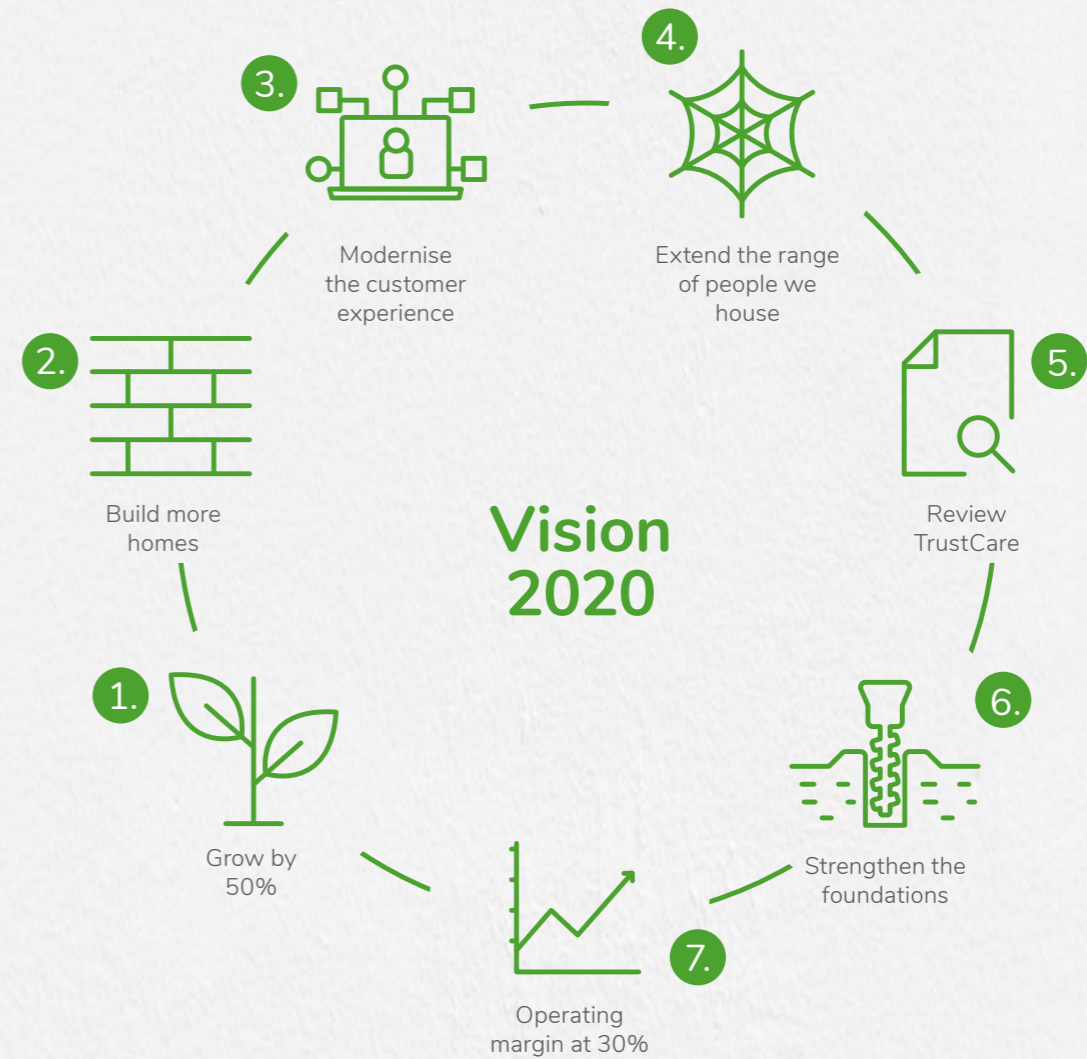 Vision
2020
1.
Grow by
50%
2.
Build more
homes
3.
Modernise
the customer
experience
4.
Extend the range
of people we
house
5.
Review
TrustCare
6.
Strengthen the
foundations
7.
Operating
margin at 30%